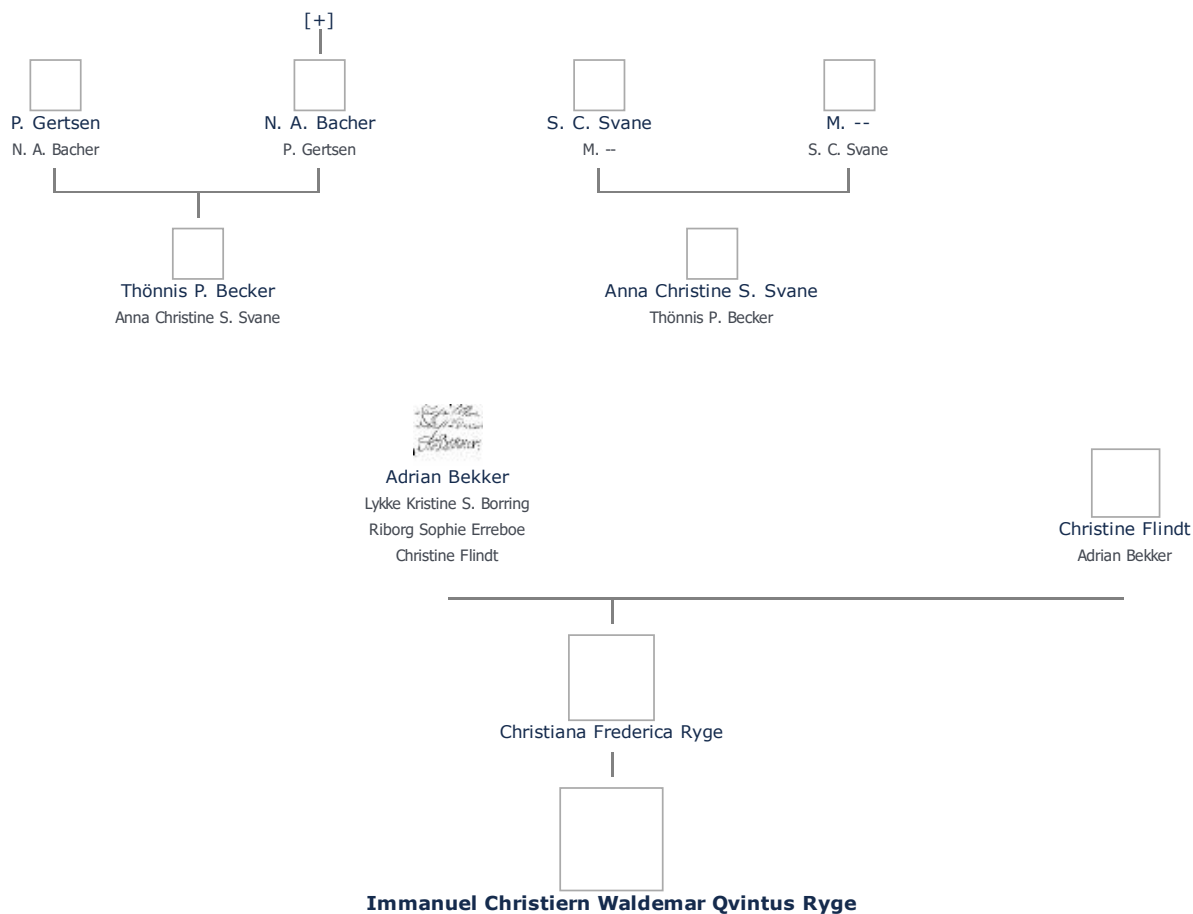 [+]
P. Gertsen
N. A. Bacher
N. A. Bacher
P. Gertsen
S. C. Svane
M. --
M. --
S. C. Svane
Thönnis P. Becker
Anna Christine S. Svane
Anna Christine S. Svane
Thönnis P. Becker
Adrian Bekker
Lykke Kristine S. Borring
Riborg Sophie Erreboe
Christine Flindt
Christine Flindt
Adrian Bekker
Christiana Frederica Ryge
Immanuel Christiern Waldemar Qvintus Ryge